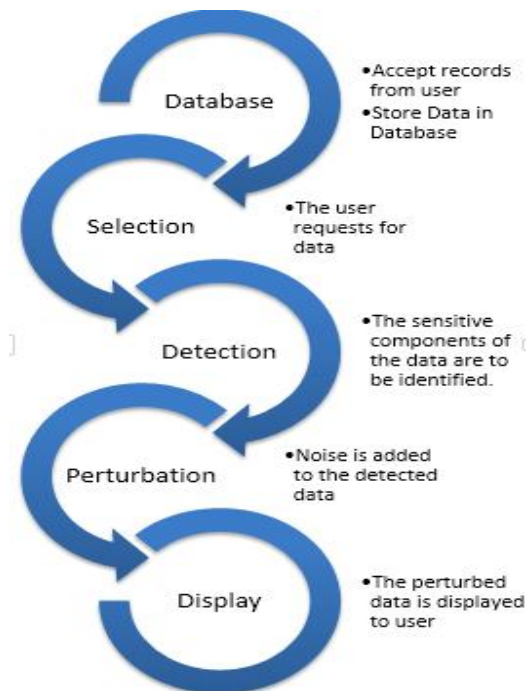 Database
•Accept records
from user
•Store Data in
Database
Selection
•The user
requests for
data
Detection
•The sensitive
components of
the data are to
be identified.
Perturbation
•Noise is added
to the detected
data
Display
•The perturbed
data is displayed
to user